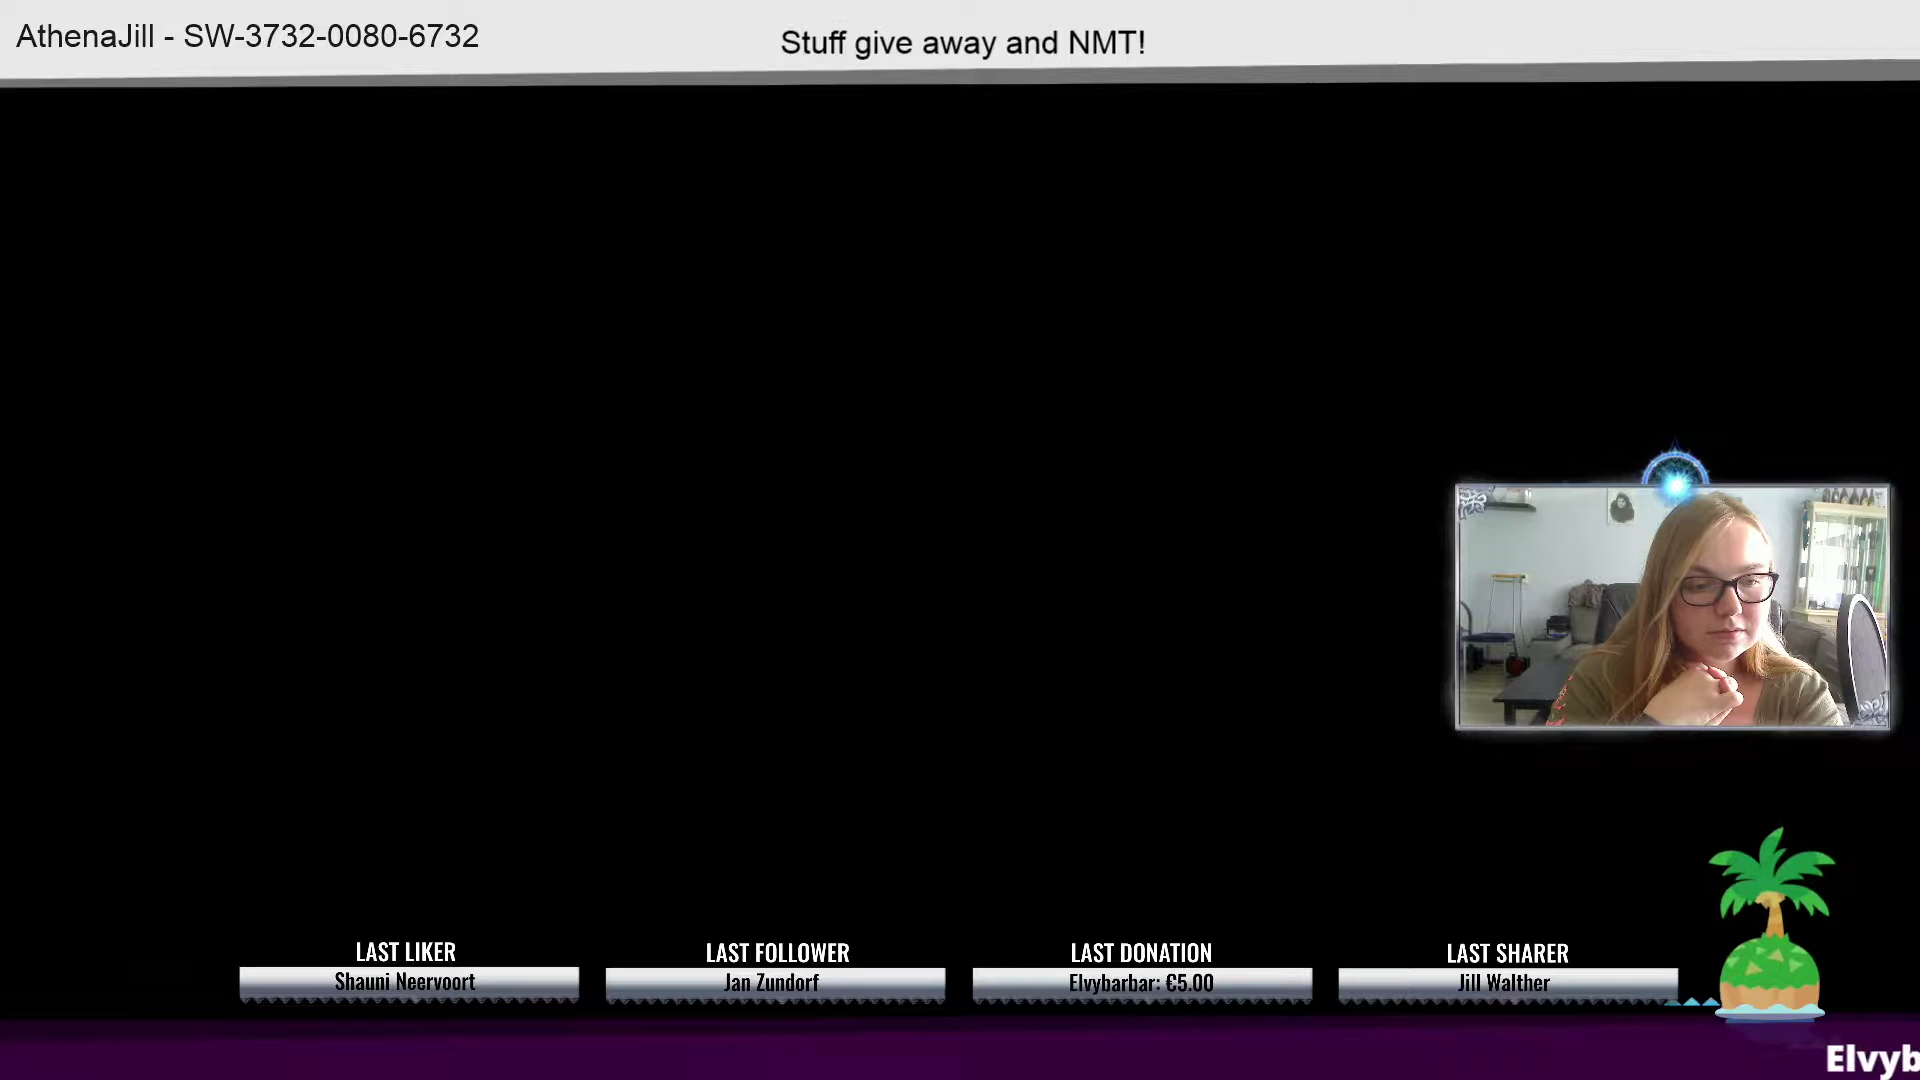 AthenaJill - SW-3732-0080-6732
Stuff give away and NMT!
LAST LIKER
Shauni Neervoort
LAST FOLLOWER
Jan Zundorf
LAST DONATION
Elvybarbar: €5.00
LAST SHARER
Jill Walther
Elvyb